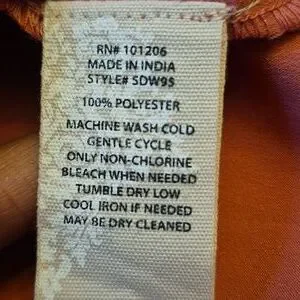 RN# 101206
MADE IN INDIA
STYLE# SDW95
100% POLYESTER
MACHINE WASH COLD
GENTLE CYCLE
ONLY NON-CHLORINE
BLEACH WHEN NEEDED
TUMBLE DRY LOW
COOL IRON IF NEEDED
MAY BE DRY CLEANED